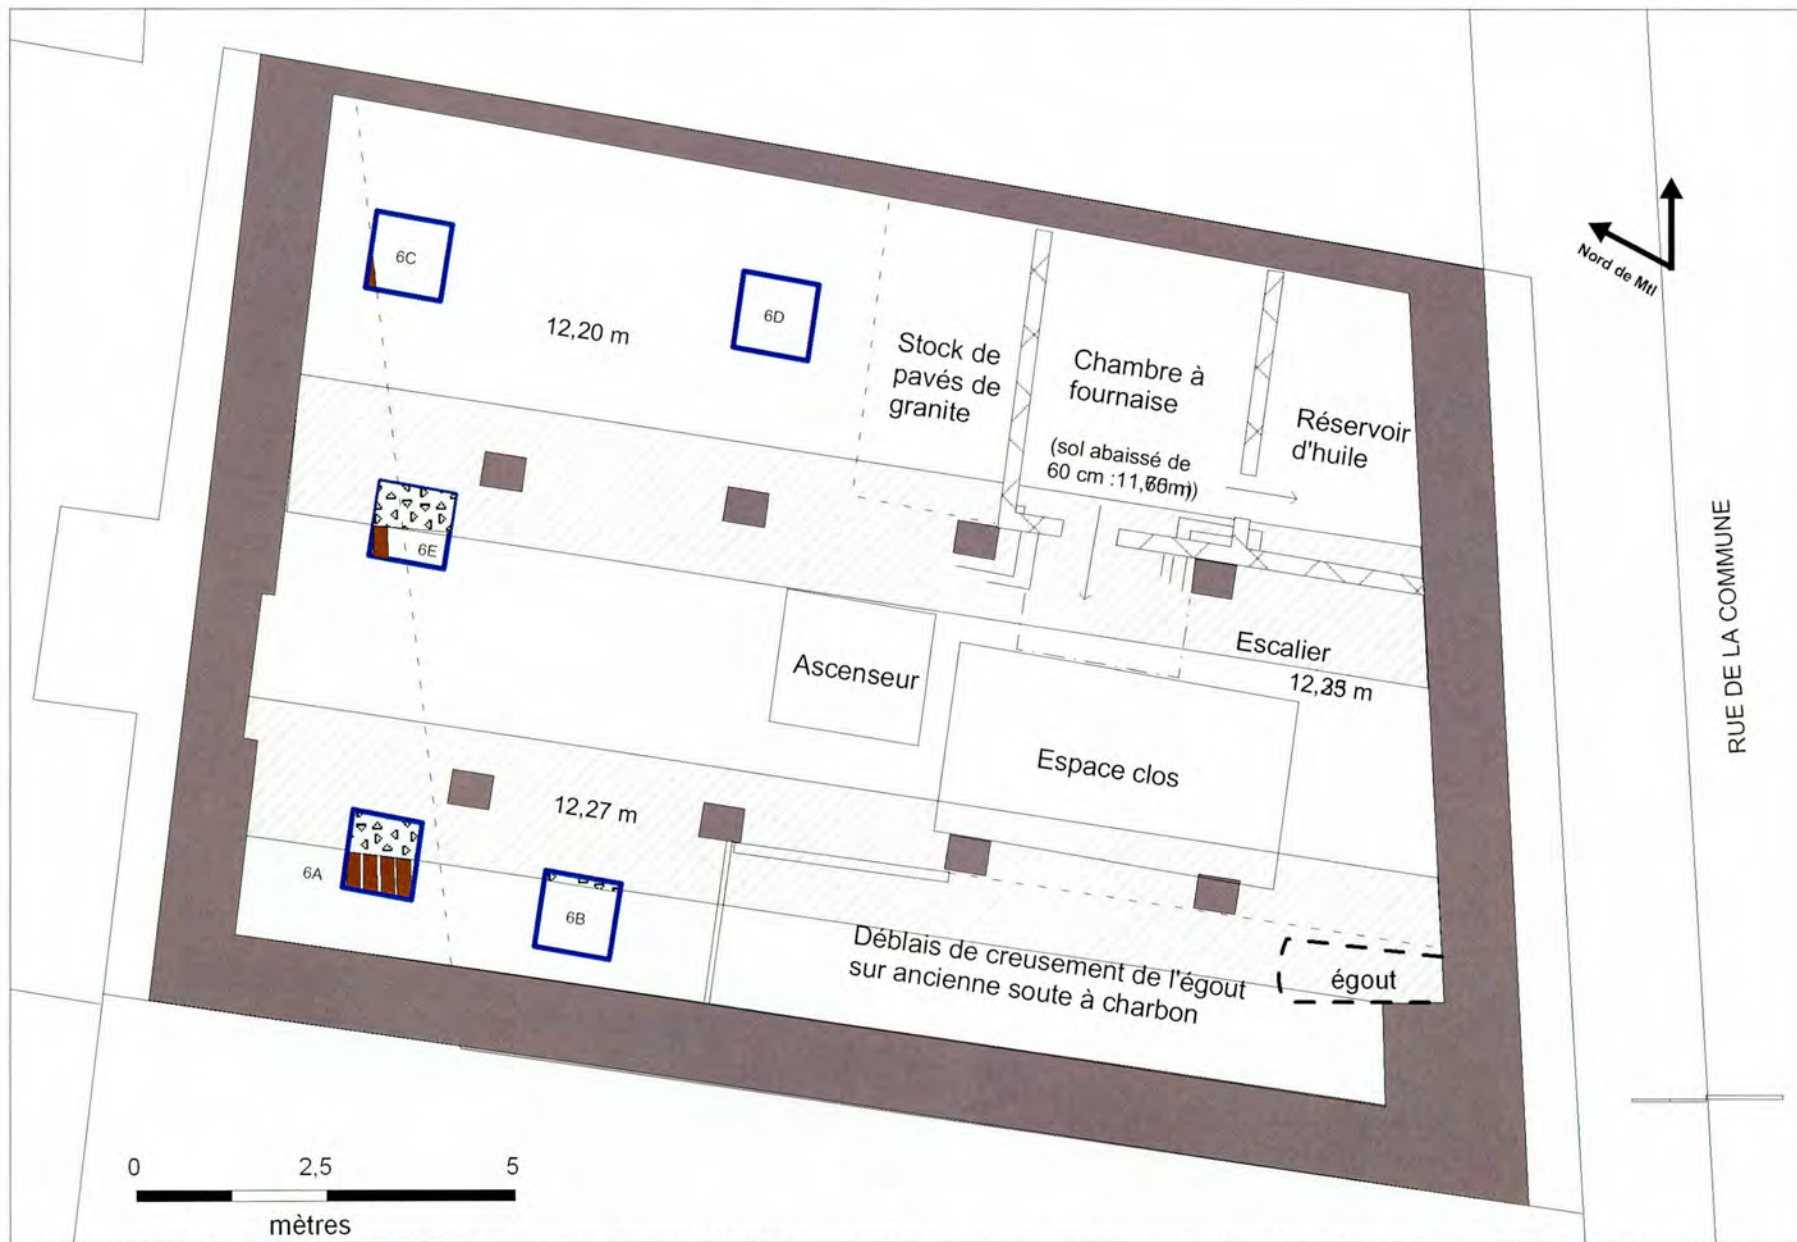 6C
6D
12,20 m
Stock de
pavés de
granite
Chambre à
fournaise
(sol abaissé de
60 cm :11,
Réservoir
d'huile
Nord de Mtl
RUE DE LA COMMUNE
6E
Ascenseur
Escalier
12, m
Espace clos
12,27 m
6A
6B
Déblais de creusement de l'égout
sur ancienne soute à charbon
égout
0 2,5 5
mètres